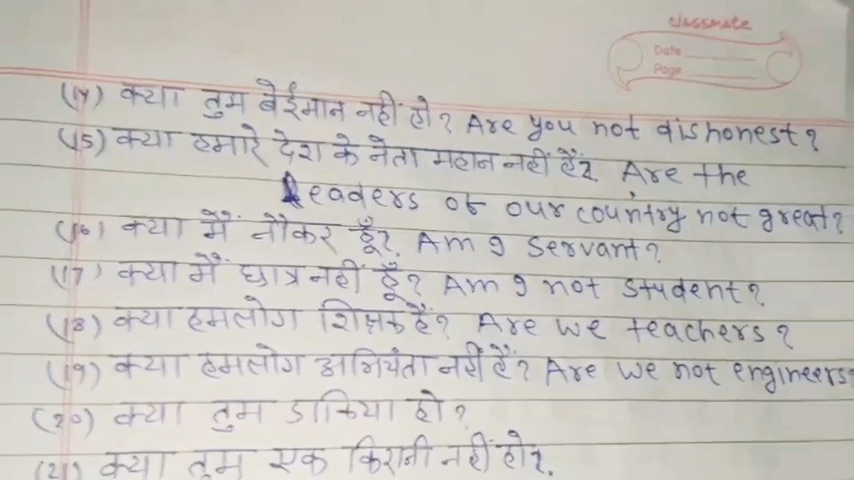 classmate
Date
Page
(14) क्या तुम बेईमान नहीं हो? Are you not dishonest?
(15) क्या हमारे देश के नेता महान नहीं हैं? Are the
Leaders of our country not great?
(16) क्या मैं नौकर हूँ? Am I servant?
(17) क्या मैं छात्र नहीं हूँ? Am I not student?
(18) क्या हमलोग शिक्षक हैं? Are we teachers?
(19) क्या हमलोग अभियंता नहीं हैं? Are we not engineers?
(20) क्या तुम डाकिया हो?
(21) क्या तुम एक किरानी नहीं हो?